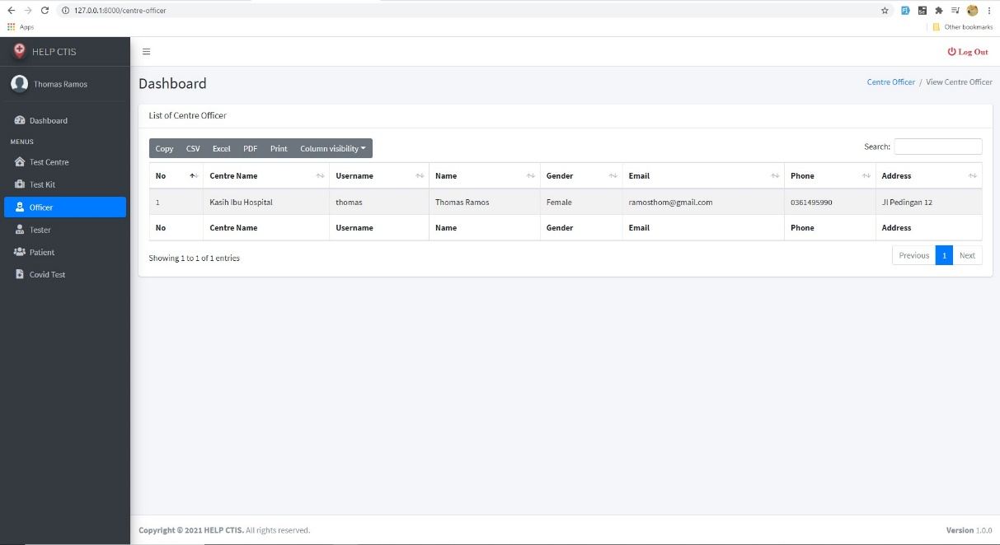 127.0.0.1:8000/centre-officer
Apps
Other bookmarks
HELP CTIS
Log Out
Thomas Ramos
Dashboard
Centre Officer / View Centre Officer
Dashboard
MENUS
Test Centre
Test Kit
Officer
Tester
Patient
Covid Test
List of Centre Officer
Copy CSV Excel PDF Print Column visibility
Search:
No Centre Name Username Name Gender Email Phone Address
1 Kasih Ibu Hospital thomas Thomas Ramos Female ramosthom@gmail.com 0361495990 Jl Pedingan 12
No Centre Name Username Name Gender Email Phone Address
Showing 1 to 1 of 1 entries
Previous 1 Next
Copyright © 2021 HELP CTIS. All rights reserved.
Version 1.0.0